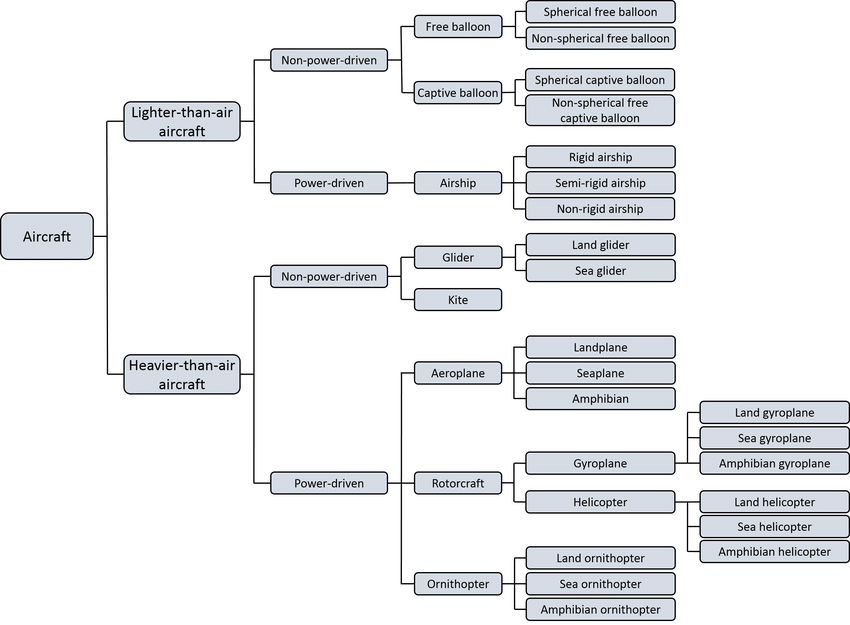 Aircraft
Lighter-than-air
aircraft
Non-power-driven
Free balloon
Spherical free balloon
Non-spherical free balloon
Captive balloon
Spherical captive balloon
Non-spherical free
captive balloon
Power-driven
Airship
Rigid airship
Semi-rigid airship
Non-rigid airship
Heavier-than-air
aircraft
Non-power-driven
Glider
Land glider
Sea glider
Kite
Power-driven
Aeroplane
Landplane
Seaplane
Amphibian
Rotorcraft
Gyroplane
Land gyroplane
Sea gyroplane
Amphibian gyroplane
Helicopter
Land helicopter
Sea helicopter
Amphibian helicopter
Ornithopter
Land ornithopter
Sea ornithopter
Amphibian ornithopter